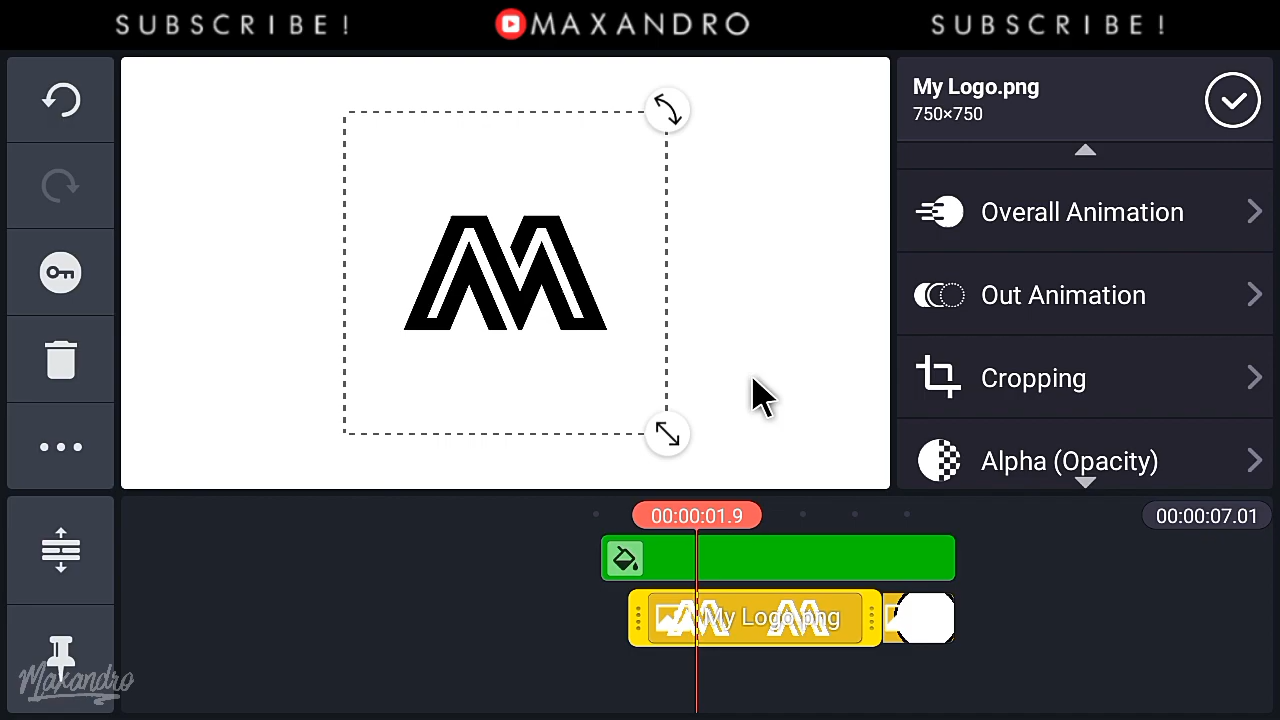 SUBSCRIBE!
MAXANDRO
SUBSCRIBE!
My Logo.png
750×750
Overall Animation
Out Animation
Cropping
Alpha (Opacity)
00:00:01.9
00:00:07.01
My Logo.png
Maxandro